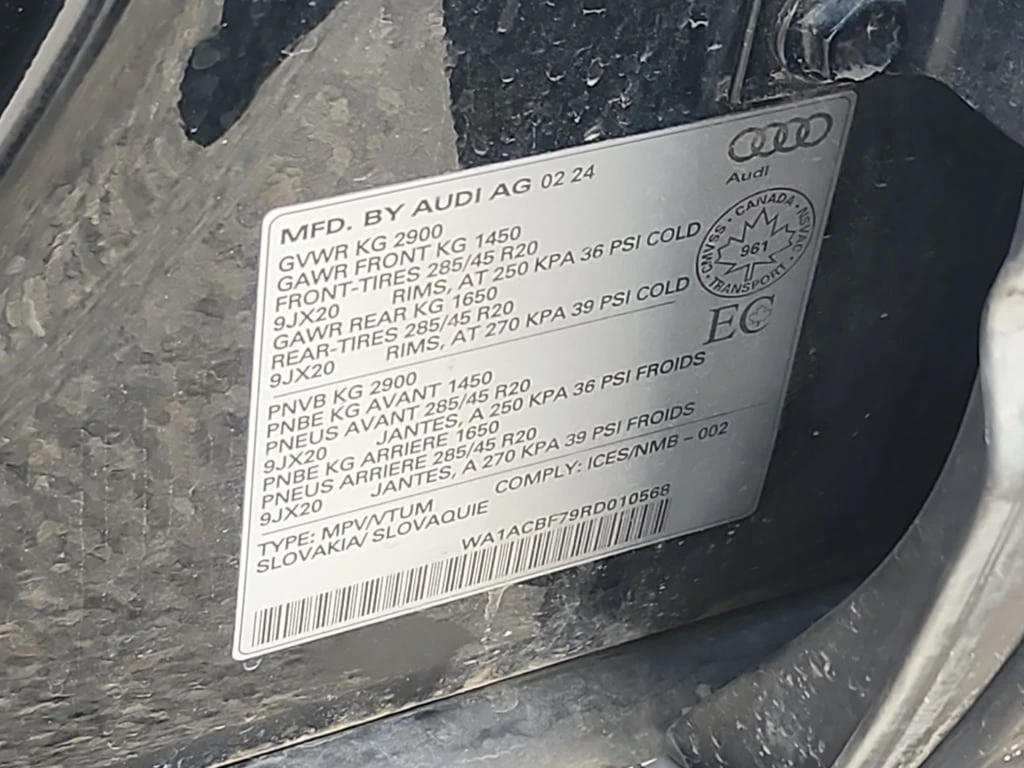 Audi
MFD. BY AUDI AG 02 24
GVWR KG 2900
GAWR FRONT KG 1450
FRONT-TIRES 285/45 R20
9JX20 RIMS, AT 250 KPA 36 PSI COLD
GAWR REAR KG 1650
REAR-TIRES 285/45 R20
9JX20 RIMS, AT 270 KPA 39 PSI COLD
CMVSS · CANADA · NSVAC
961
TRANSPORT
EC
PNVB KG 2900
PNBE KG AVANT 1450
PNEUS AVANT 285/45 R20
9JX20 JANTES, A 250 KPA 36 PSI FROIDS
PNBE KG ARRIERE 1650
PNEUS ARRIERE 285/45 R20
9JX20 JANTES, A 270 KPA 39 PSI FROIDS
TYPE: MPV/VTUM COMPLY: ICES/NMB – 002
SLOVAKIA/ SLOVAQUIE
WA1ACBF79RD010568